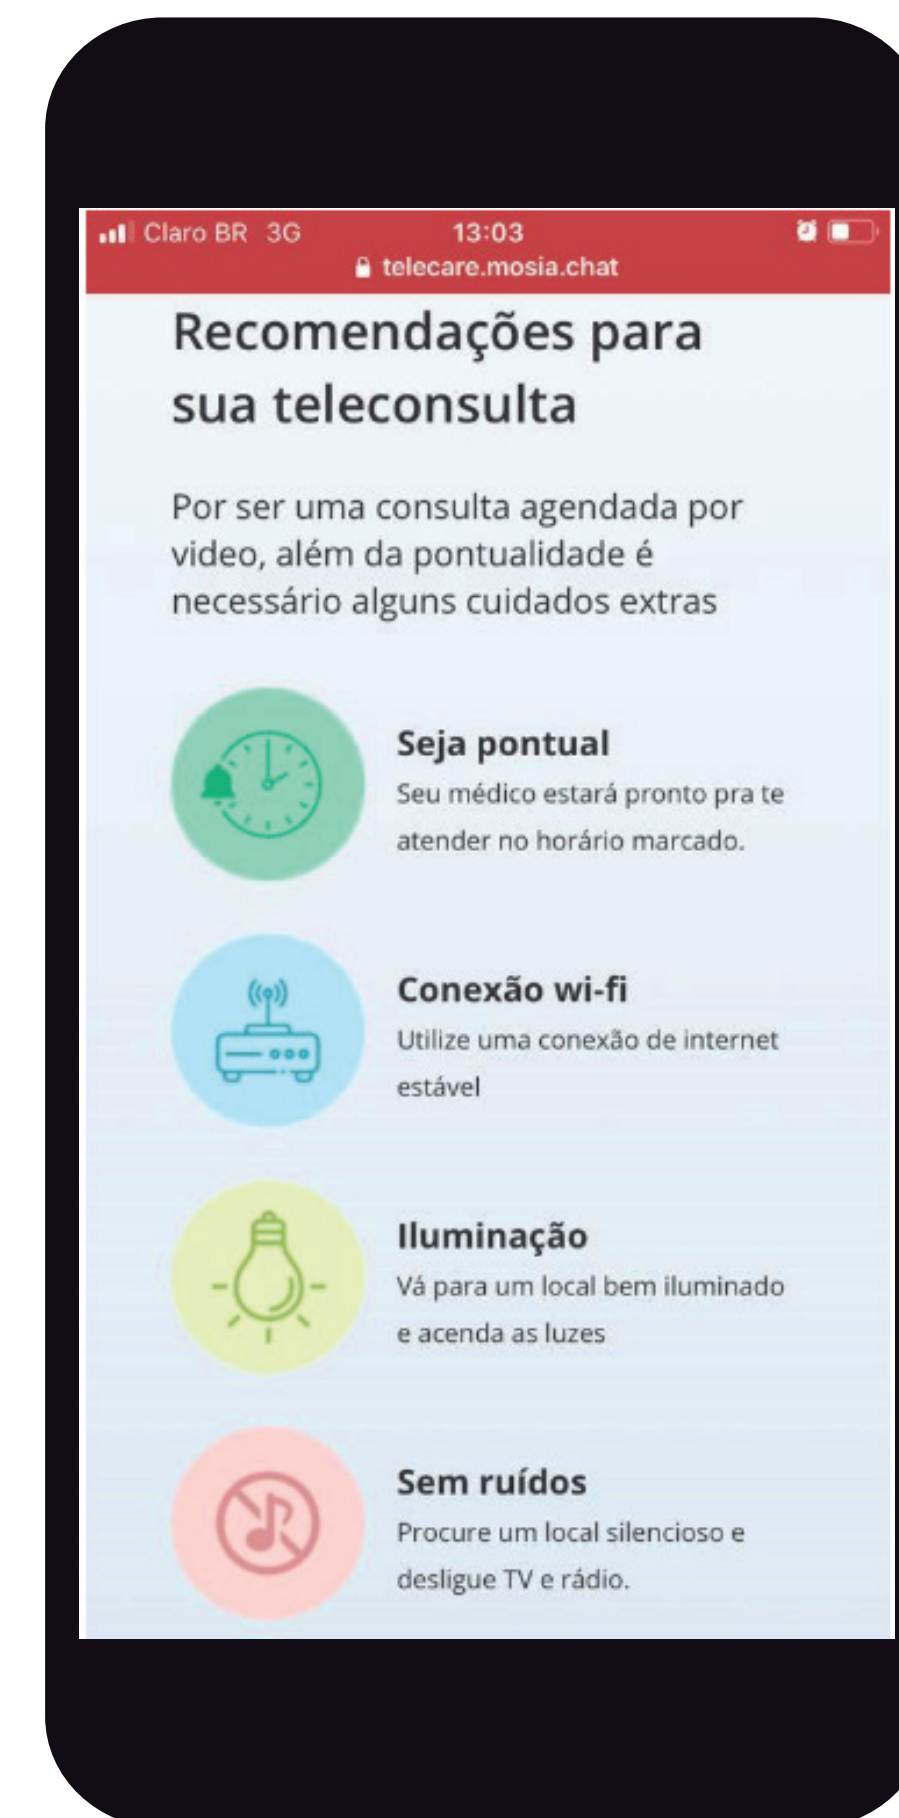 Claro BR 3G 13:03
telecare.mosia.chat
Recomendações para
sua teleconsulta
Por ser uma consulta agendada por
video, além da pontualidade é
necessário alguns cuidados extras
Seja pontual
Seu médico estará pronto pra te
atender no horário marcado.
Conexão wi-fi
Utilize uma conexão de internet
estável
Iluminação
Vá para um local bem iluminado
e acenda as luzes
Sem ruídos
Procure um local silencioso e
desligue TV e rádio.